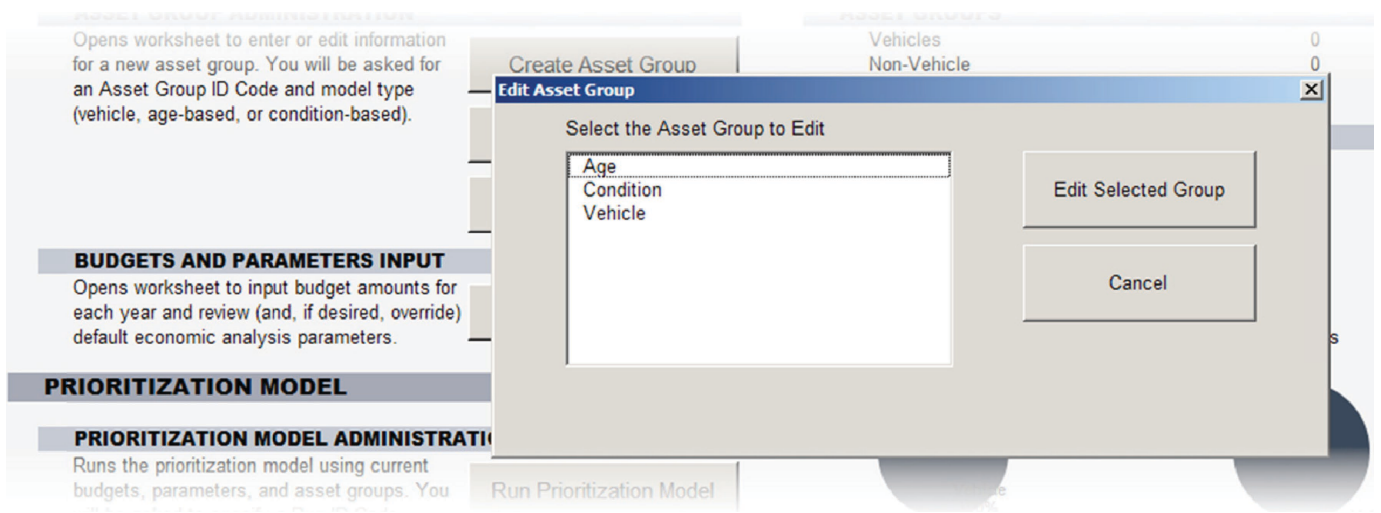 ASSET GROUP ADMINISTRATION
Opens worksheet to enter or edit information
for a new asset group. You will be asked for
an Asset Group ID Code and model type
(vehicle, age-based, or condition-based).
Create Asset Group
ASSET GROUPS
Vehicles 0
Non-Vehicle 0
Edit Asset Group
Select the Asset Group to Edit
Age
Condition
Vehicle
Edit Selected Group
Cancel
BUDGETS AND PARAMETERS INPUT
Opens worksheet to input budget amounts for
each year and review (and, if desired, override)
default economic analysis parameters.
PRIORITIZATION MODEL
PRIORITIZATION MODEL ADMINISTRATI
Runs the prioritization model using current
budgets, parameters, and asset groups. You
Run Prioritization Model
s